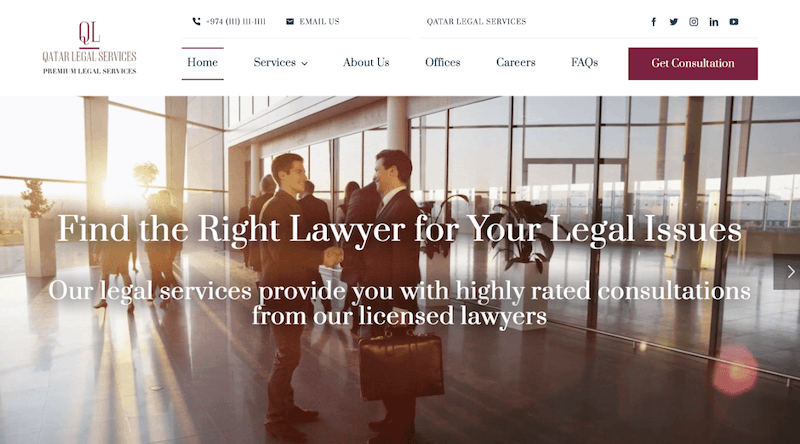 QL
QATAR LEGAL SERVICES
PREMIUM LEGAL SERVICES
+974 (111) 111-1111
EMAIL US
QATAR LEGAL SERVICES
Home
Services
About Us
Offices
Careers
FAQs
Get Consultation
Find the Right Lawyer for Your Legal Issues
Our legal services provide you with highly rated consultations
from our licensed lawyers